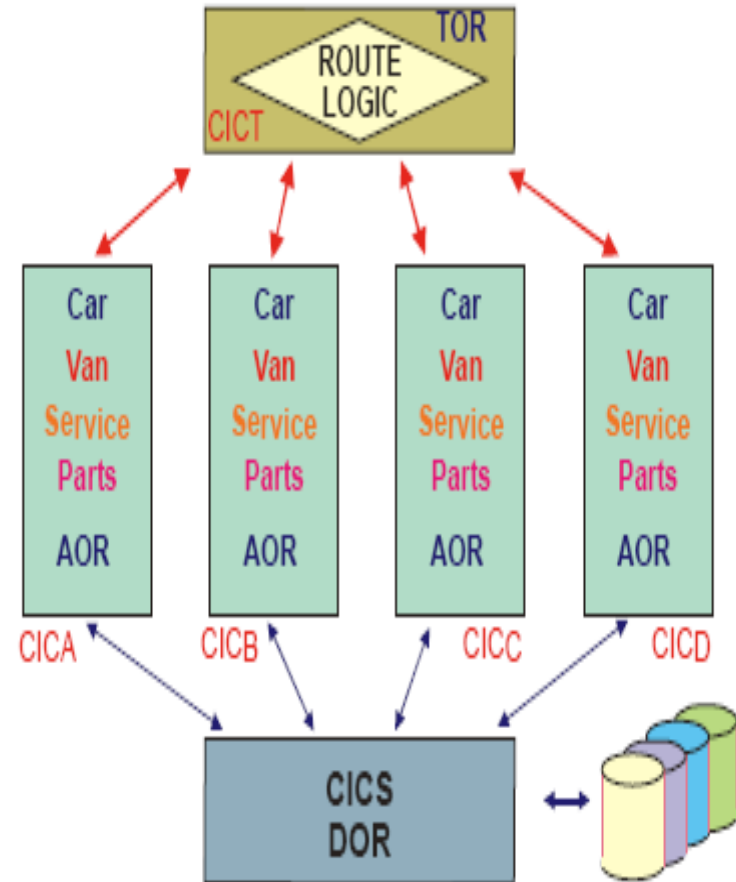 TOR
ROUTE
LOGIC
CICT
Car
Van
Service
Parts
AOR
CICA
Car
Van
Service
Parts
AOR
CICB
Car
Van
Service
Parts
AOR
CICC
Car
Van
Service
Parts
AOR
CICD
CICS
DOR